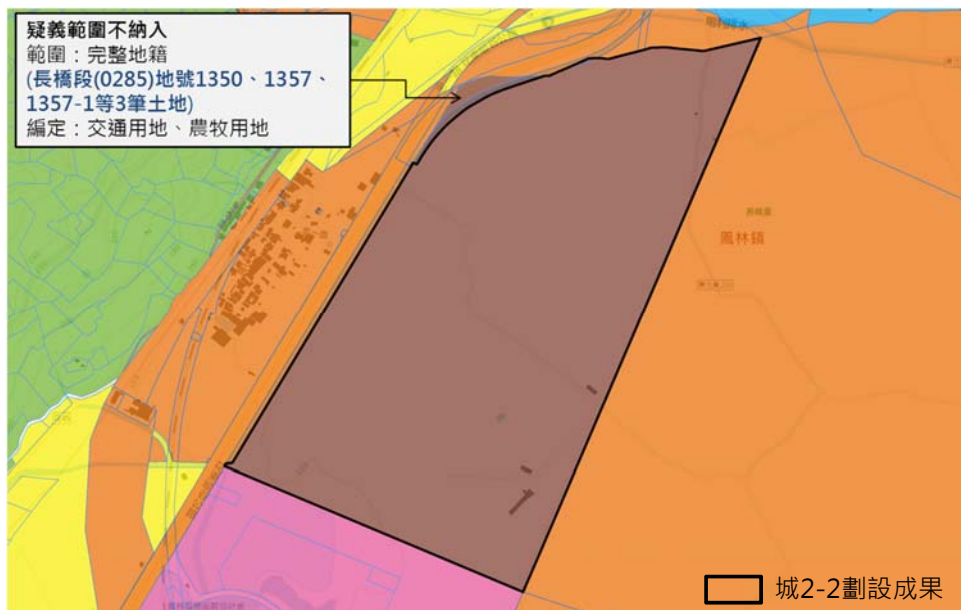 疑義範圍不納入
範圍：完整地籍
(長橋段(0285)地號1350、1357、
1357-1等3筆土地)
編定：交通用地、農牧用地
鳳林鎮
城2-2劃設成果